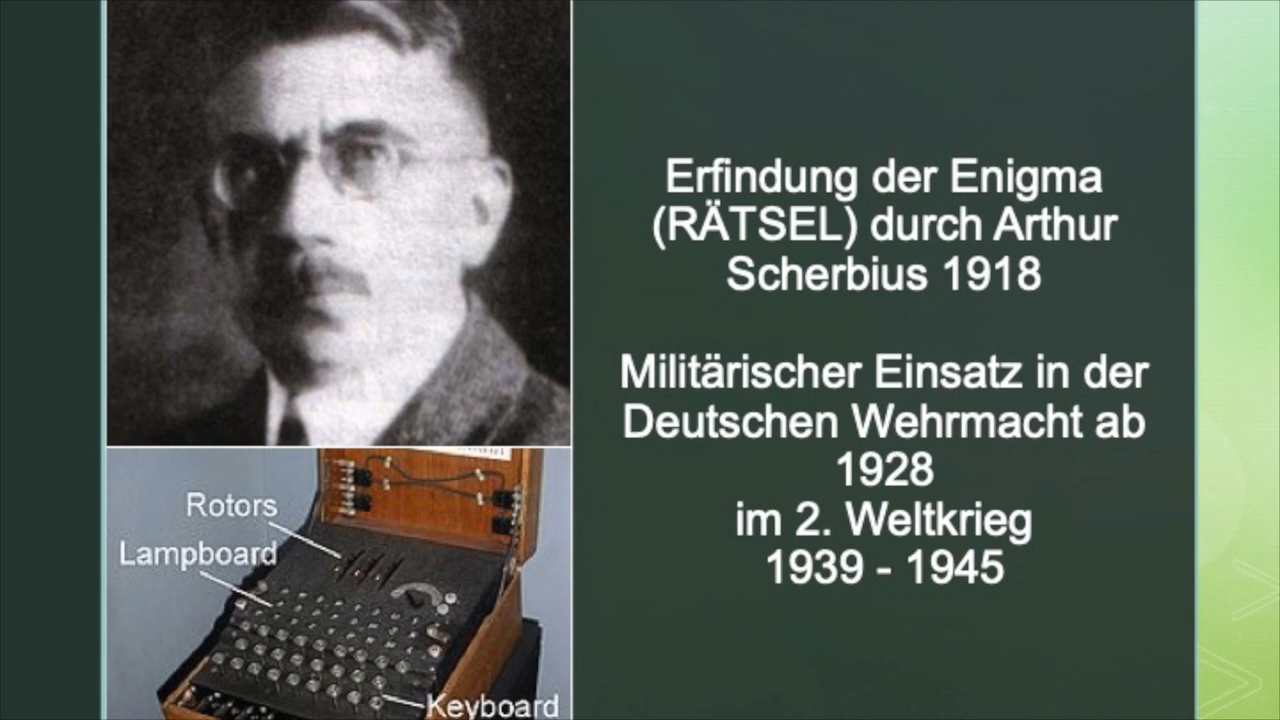 Erfindung der Enigma
(RÄTSEL) durch Arthur
Scherbius 1918
Militärischer Einsatz in der
Deutschen Wehrmacht ab
1928
im 2. Weltkrieg
1939 - 1945
Rotors
Lampboard
Keyboard